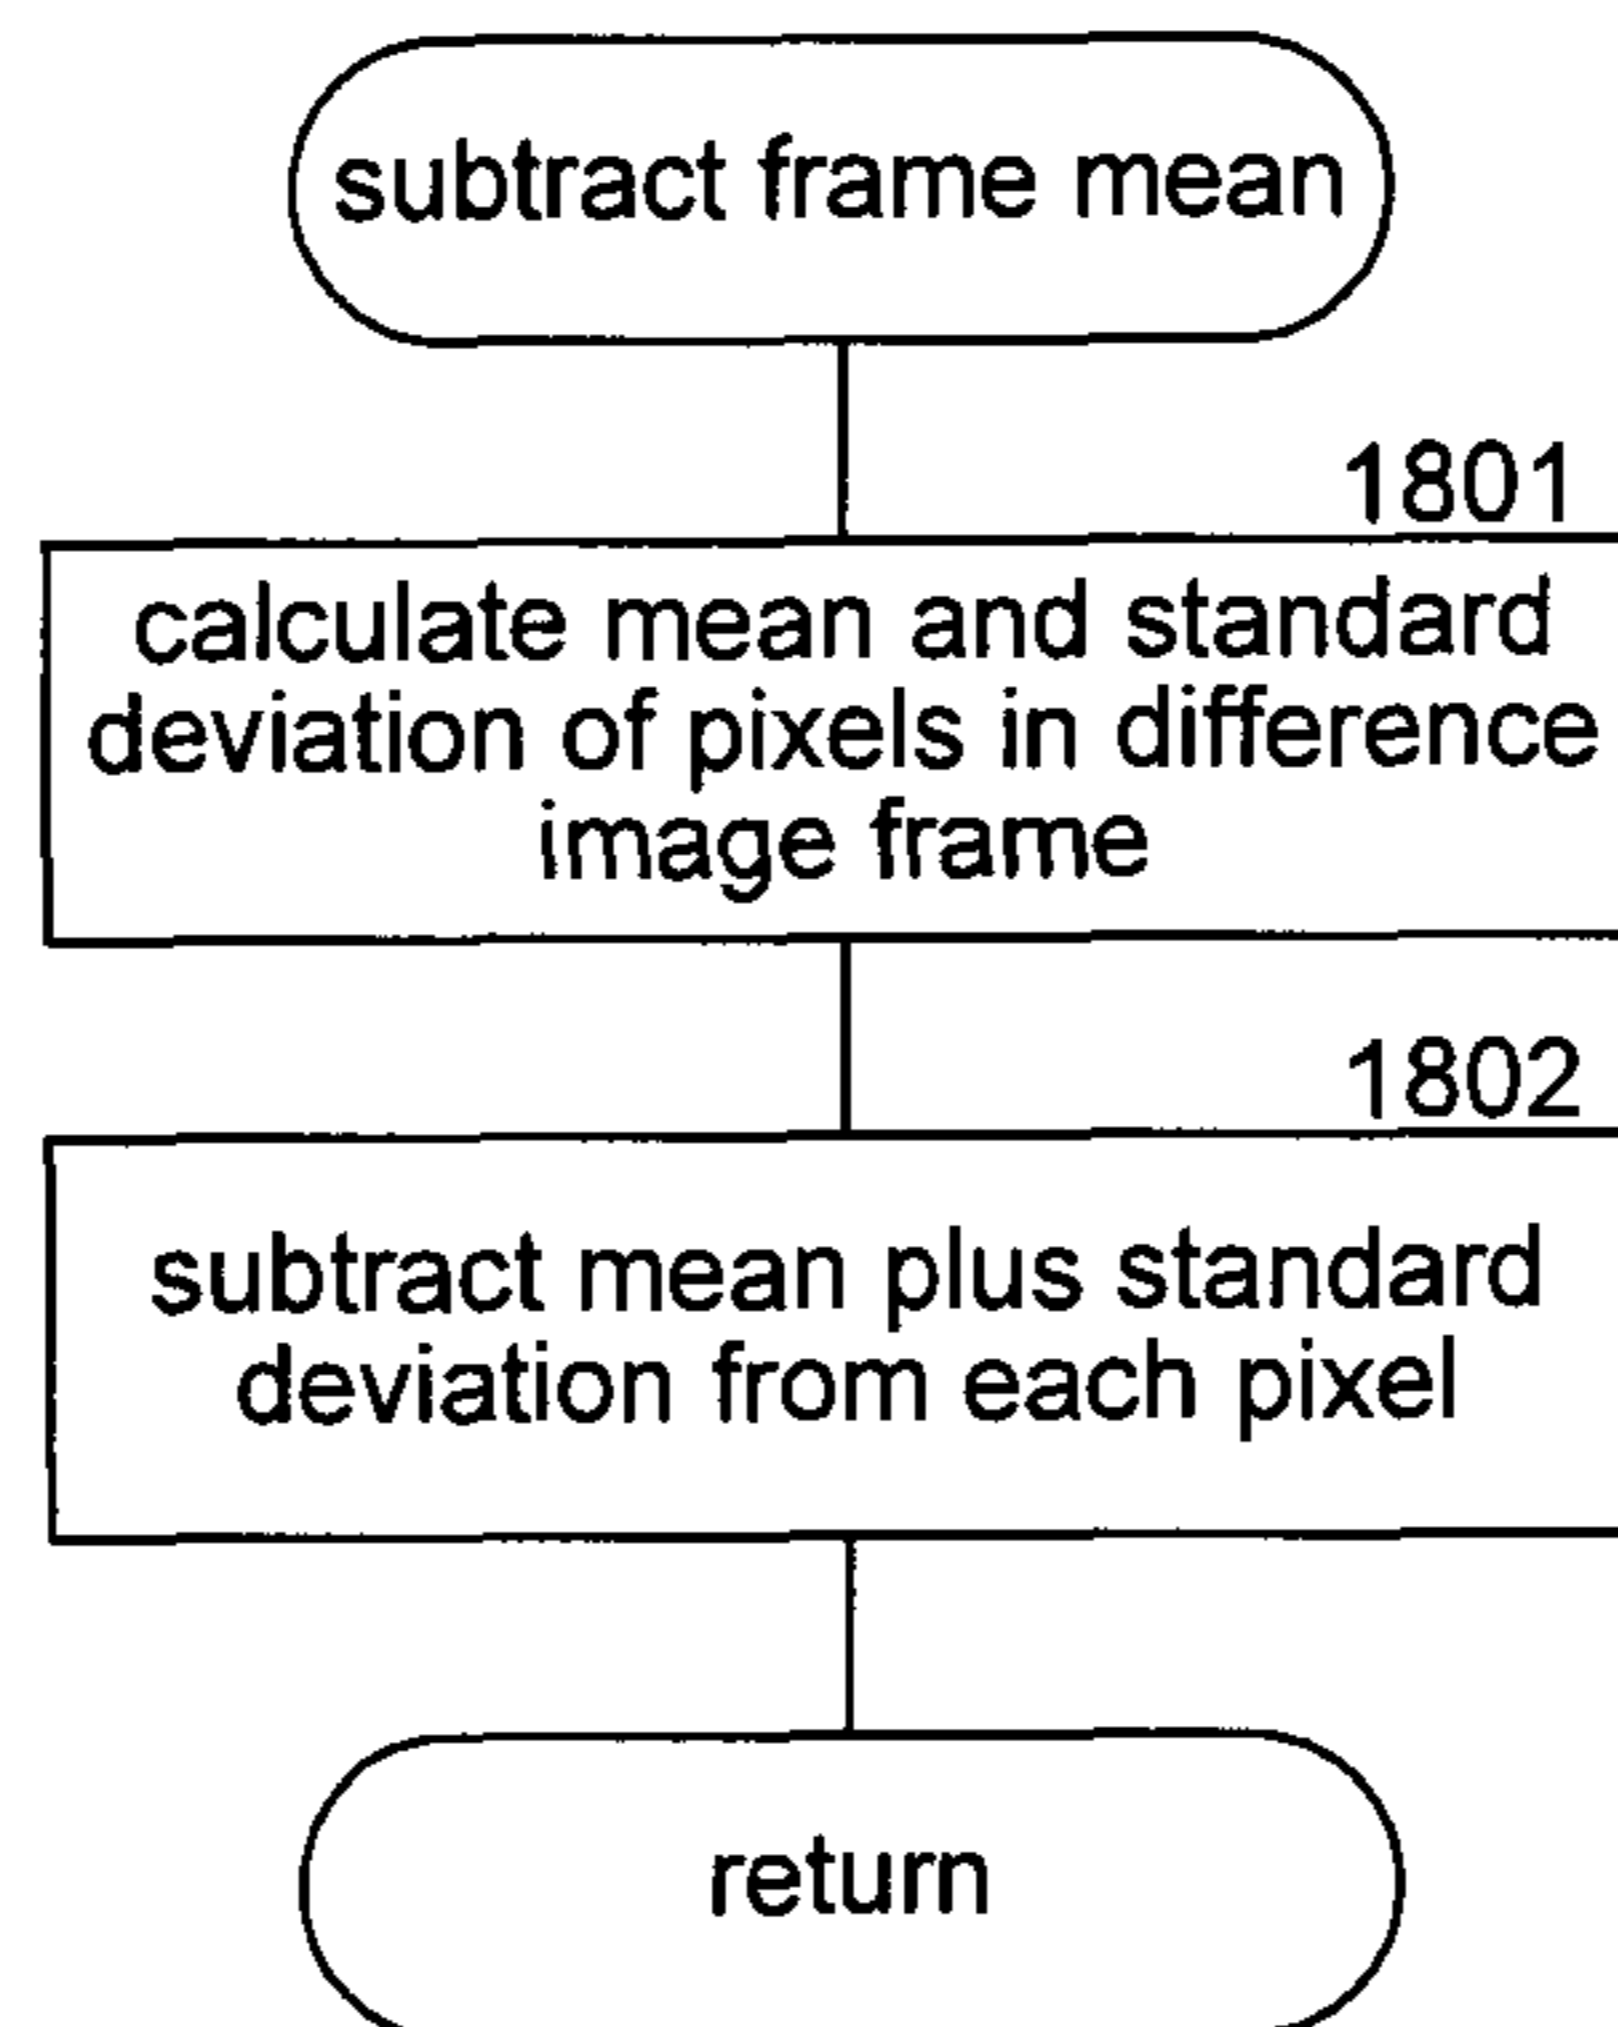 subtract frame mean
1801
calculate mean and standard
deviation of pixels in difference
image frame
1802
subtract mean plus standard
deviation from each pixel
return